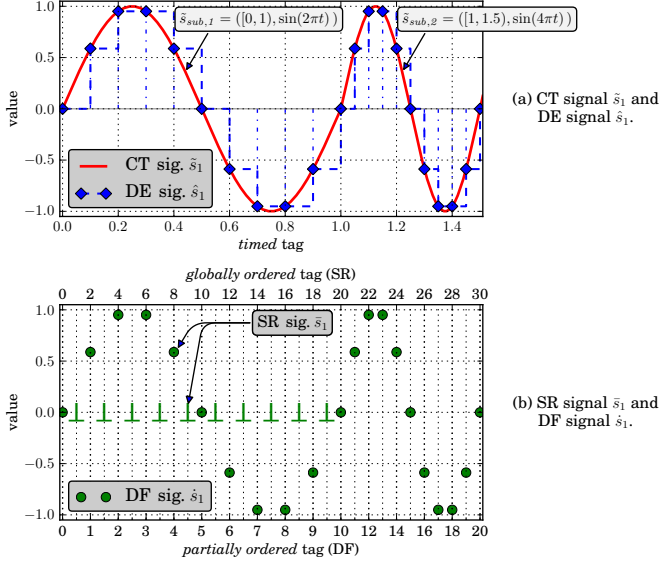 s̃sub,1 = ([0, 1), sin(2πt))
s̃sub,2 = ([1, 1.5), sin(4πt))
1.0
0.5
0.0
−0.5
−1.0
value
CT sig. s̃1
DE sig. ŝ1
0.0 0.2 0.4 0.6 0.8 1.0 1.2 1.4
timed tag
(a) CT signal s̃1 and
DE signal ŝ1.
globally ordered tag (SR)
0 2 4 6 8 10 12 14 16 18 20 22 24 26 28 30
1.0
0.5
0.0
−0.5
−1.0
value
SR sig. s̄1
DF sig. ṡ1
0 1 2 3 4 5 6 7 8 9 10 11 12 13 14 15 16 17 18 19 20
partially ordered tag (DF)
(b) SR signal s̄1 and
DF signal ṡ1.